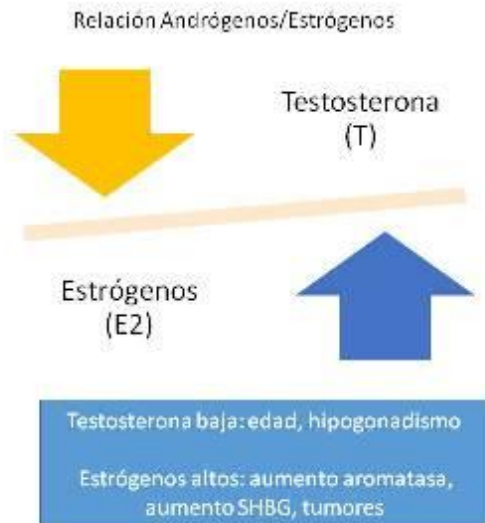 Relación Andrógenos/Estrógenos
Testosterona
(T)
Estrógenos
(E2)
Testosterona baja: edad, hipogonadismo
Estrógenos altos: aumento aromatasa,
aumento SHBG, tumores